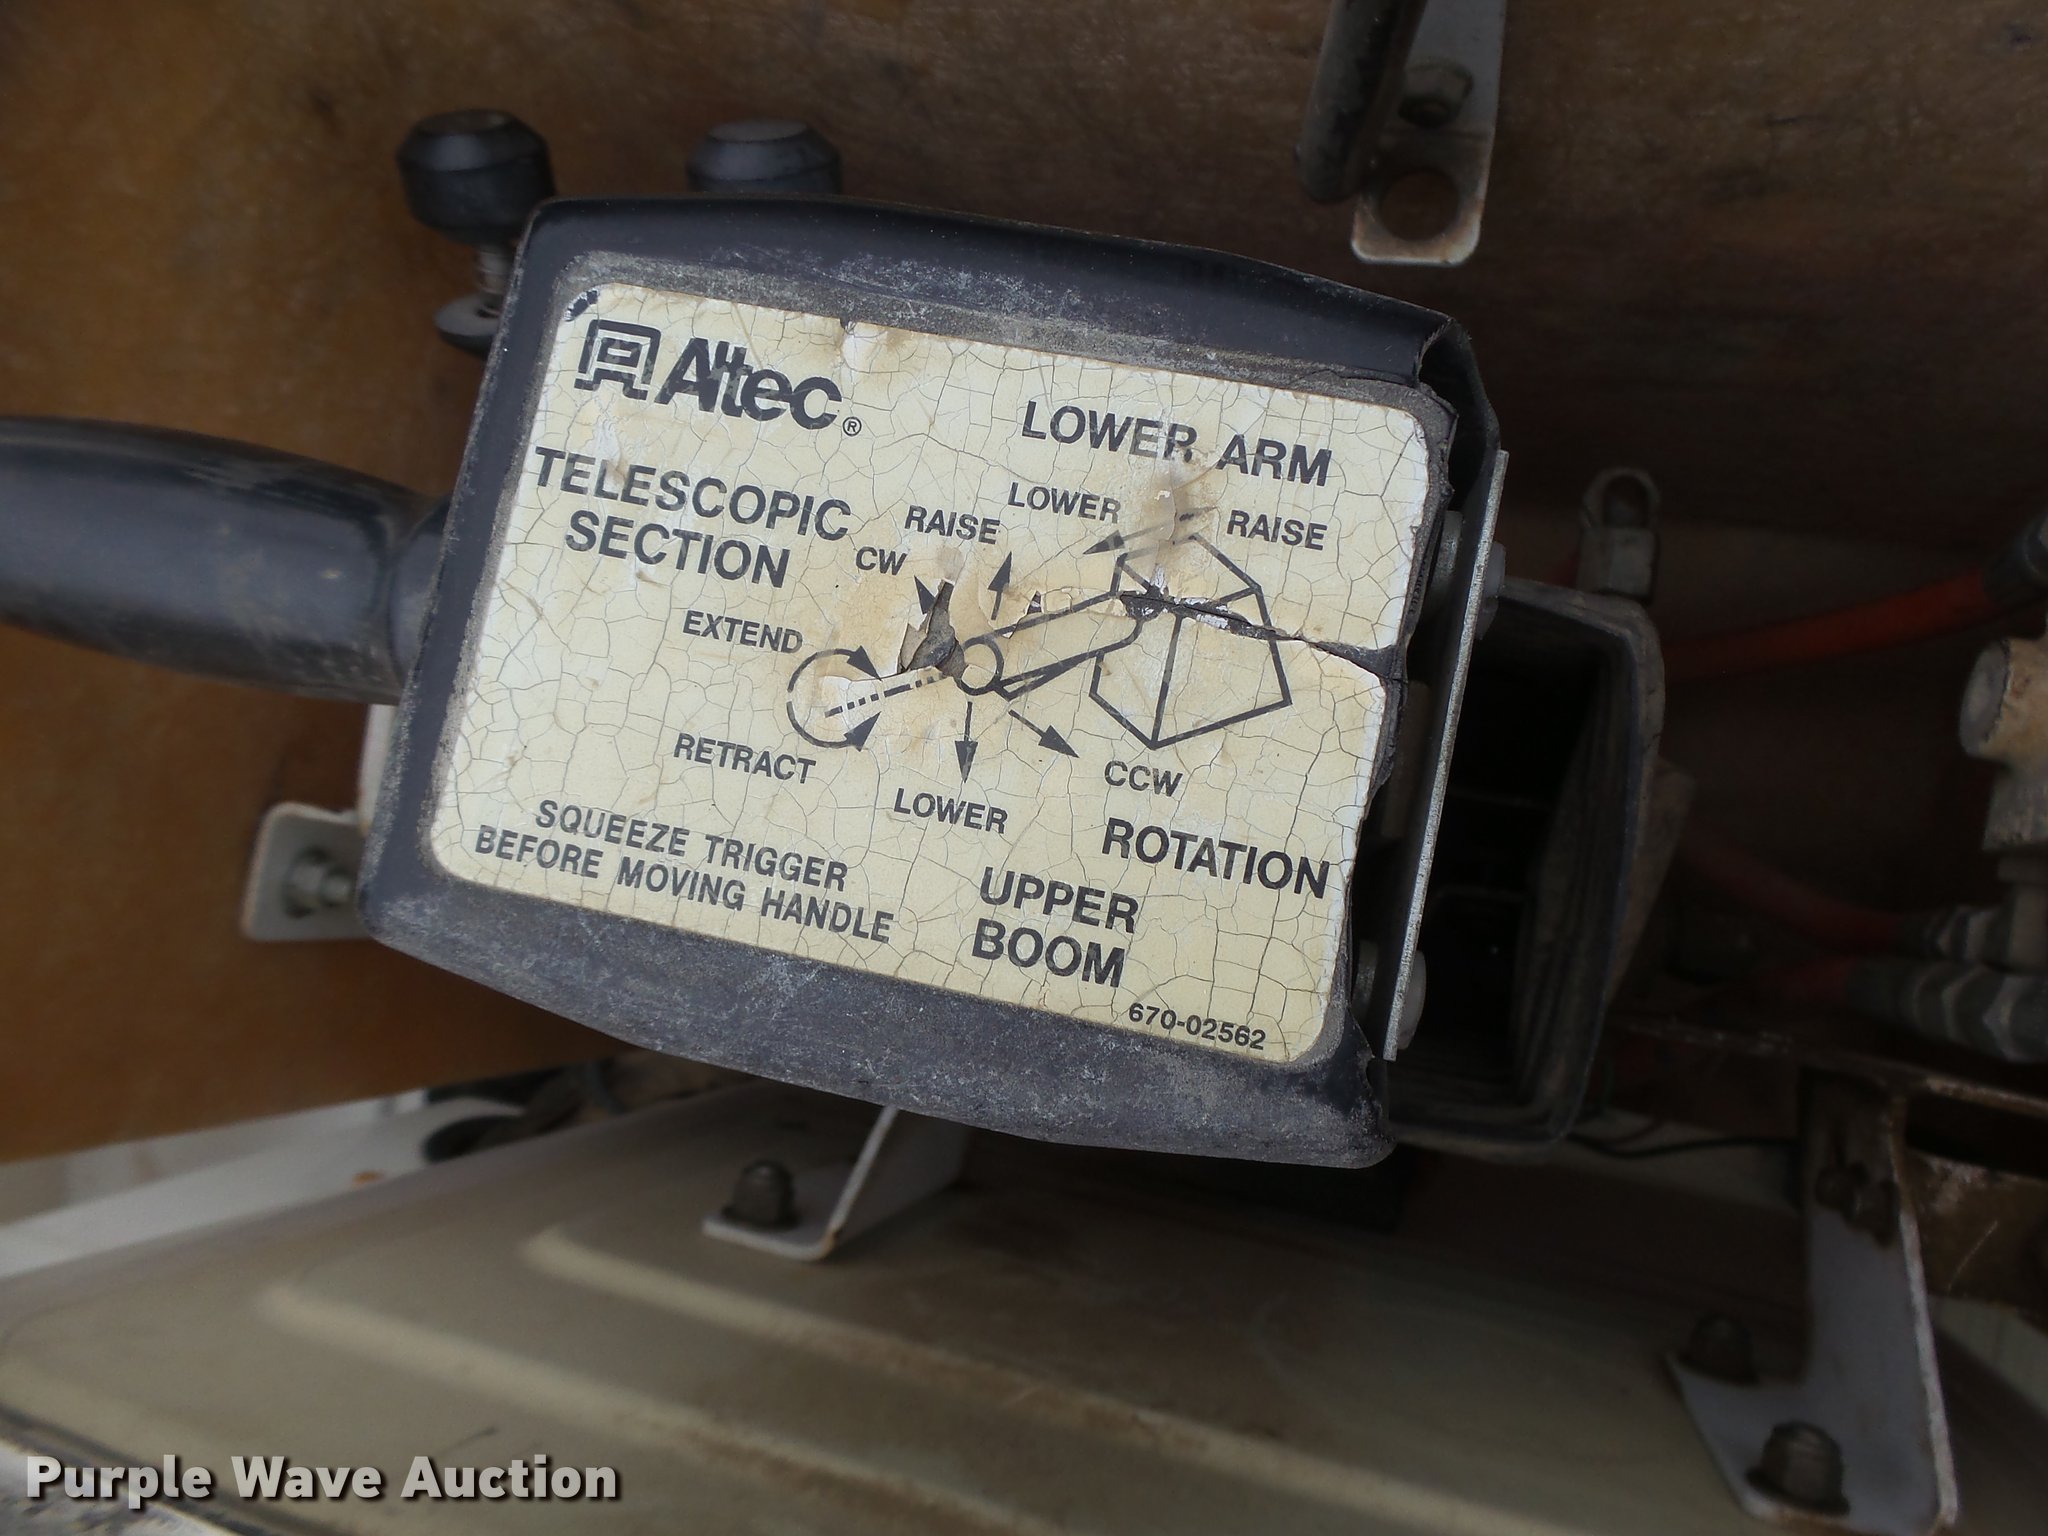 Altec®
LOWER ARM
TELESCOPIC
SECTION
LOWER
RAISE
RAISE
CW
EXTEND
RETRACT
CCW
LOWER
ROTATION
SQUEEZE TRIGGER
BEFORE MOVING HANDLE
UPPER
BOOM
670-02562
Purple Wave Auction